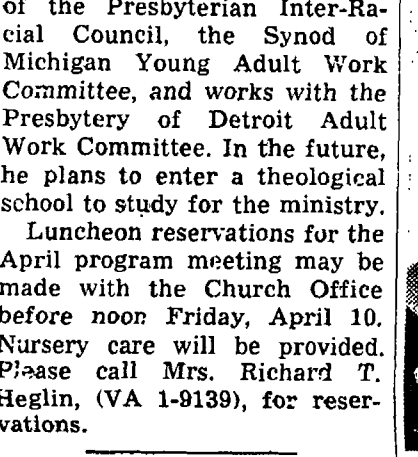 of the Presbyterian Inter-Ra-
cial Council, the Synod of
Michigan Young Adult Work
Committee, and works with the
Presbytery of Detroit Adult
Work Committee. In the future,
he plans to enter a theological
school to study for the ministry.
Luncheon reservations for the
April program meeting may be
made with the Church Office
before noon Friday, April 10.
Nursery care will be provided.
Please call Mrs. Richard T.
Heglin, (VA 1-9139), for reser-
vations.